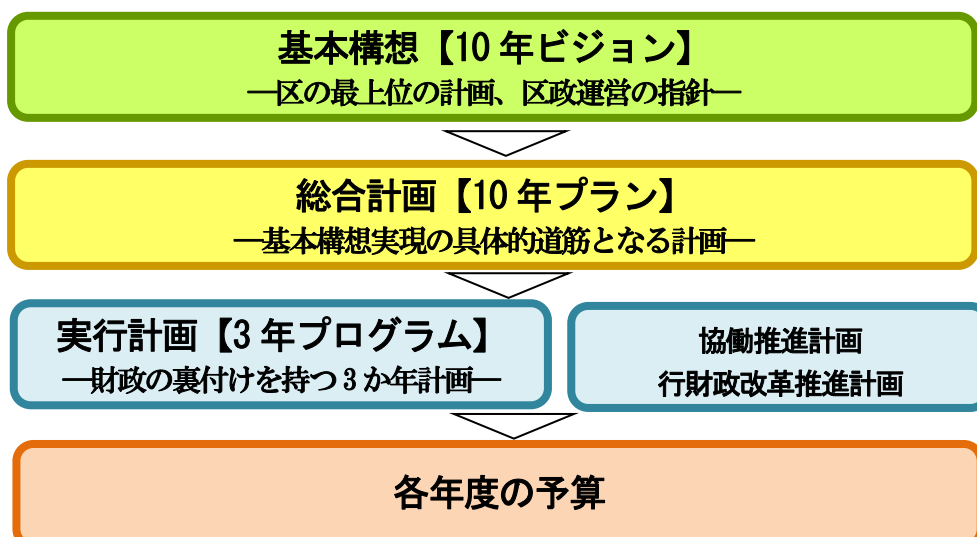 基本構想【10年ビジョン】
―区の最上位の計画、区政運営の指針―
総合計画【10年プラン】
―基本構想実現の具体的道筋となる計画―
実行計画【3年プログラム】
―財政の裏付けを持つ3か年計画―
協働推進計画
行財政改革推進計画
各年度の予算